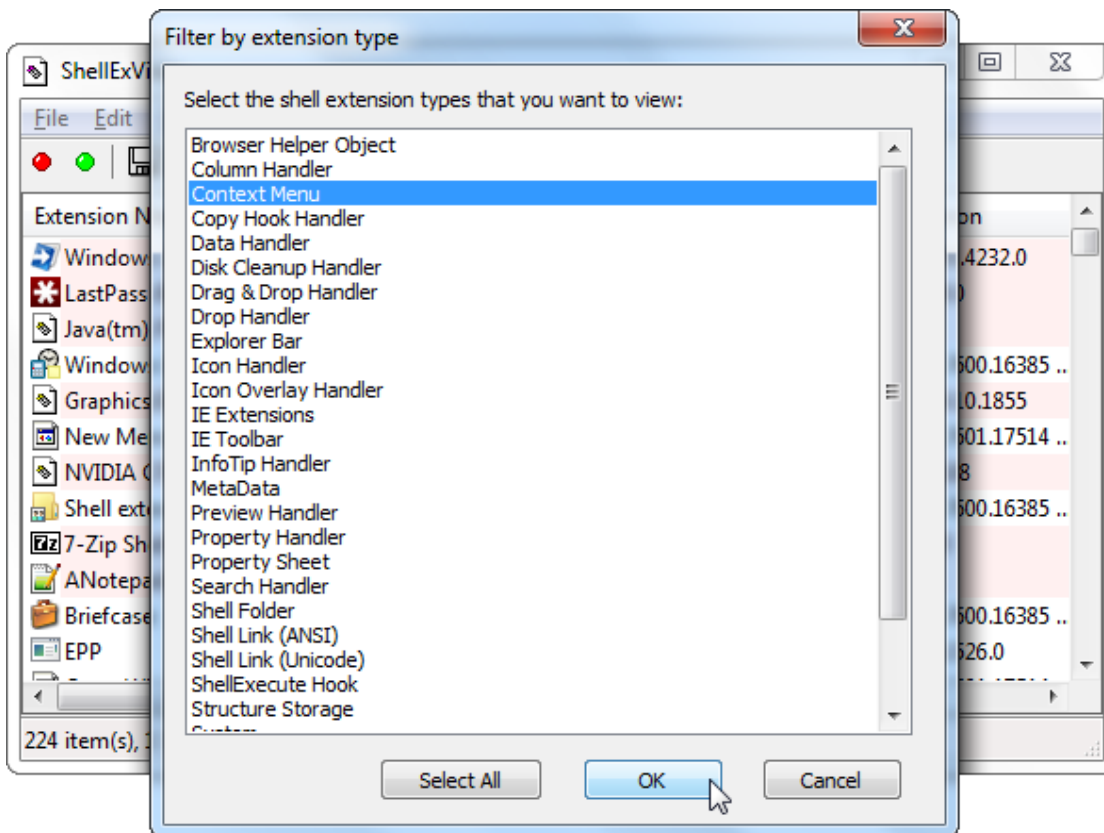 Filter by extension type
ShellExVi
Select the shell extension types that you want to view:
File Edit
Browser Helper Object
Column Handler
Context Menu
Copy Hook Handler
Data Handler
Disk Cleanup Handler
Drag & Drop Handler
Drop Handler
Explorer Bar
Icon Handler
Icon Overlay Handler
IE Extensions
IE Toolbar
InfoTip Handler
MetaData
Preview Handler
Property Handler
Property Sheet
Search Handler
Shell Folder
Shell Link (ANSI)
Shell Link (Unicode)
ShellExecute Hook
Structure Storage
Extension N
Window
LastPass
Java(tm)
Window
Graphics
New Me
NVIDIA
Shell exte
7-Zip Sh
ANotepa
Briefcase
EPP
on
.4232.0
600.16385 ..
10.1855
601.17514 ..
8
600.16385 ..
600.16385 ..
526.0
224 item(s),
Select All
OK
Cancel